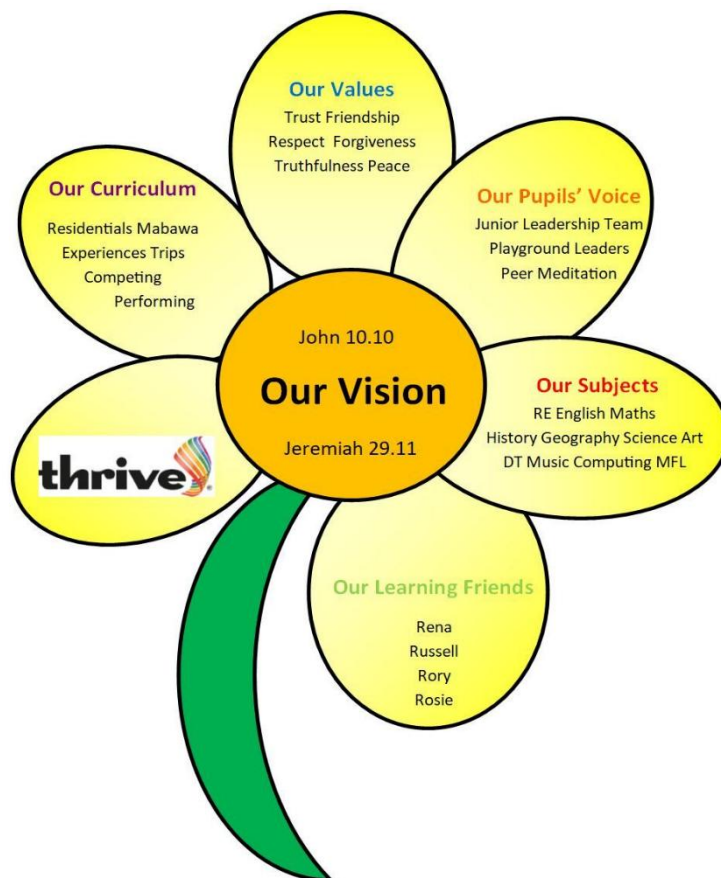 Our Values
Trust Friendship
Respect Forgiveness
Truthfulness Peace
Our Pupils' Voice
Junior Leadership Team
Playground Leaders
Peer Meditation
Our Subjects
RE English Maths
History Geography Science Art
DT Music Computing MFL
Our Learning Friends
Rena
Russell
Rory
Rosie
thrive®
Our Curriculum
Residentials Mabawa
Experiences Trips
Competing
Performing
John 10.10
Our Vision
Jeremiah 29.11